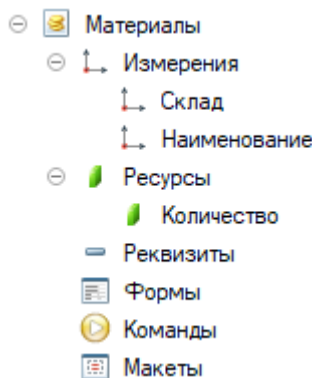 Материалы
Измерения
Склад
Наименование
Ресурсы
Количество
Реквизиты
Формы
Команды
Макеты